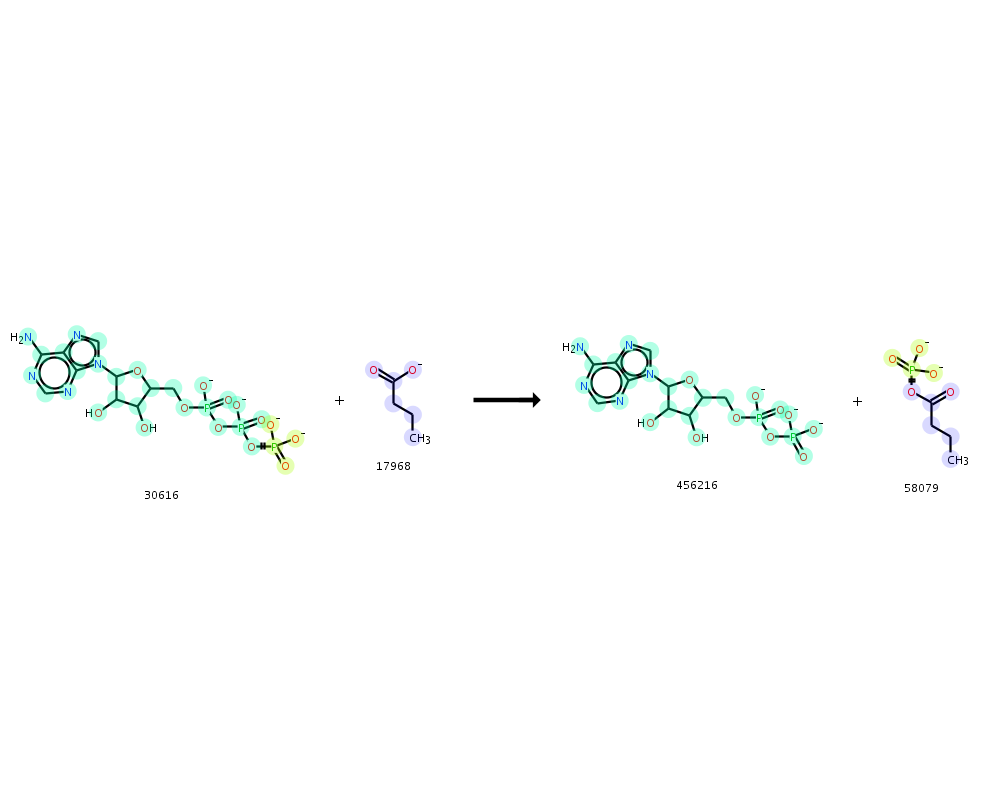 H2N N N N N O HO OH O P O O- O P O O- O P O O- O-
30616
+
O O- CH3
17968
H2N N N N N O HO OH O P O O- O P O O- O-
456216
+
O P O- O- O O CH3
58079